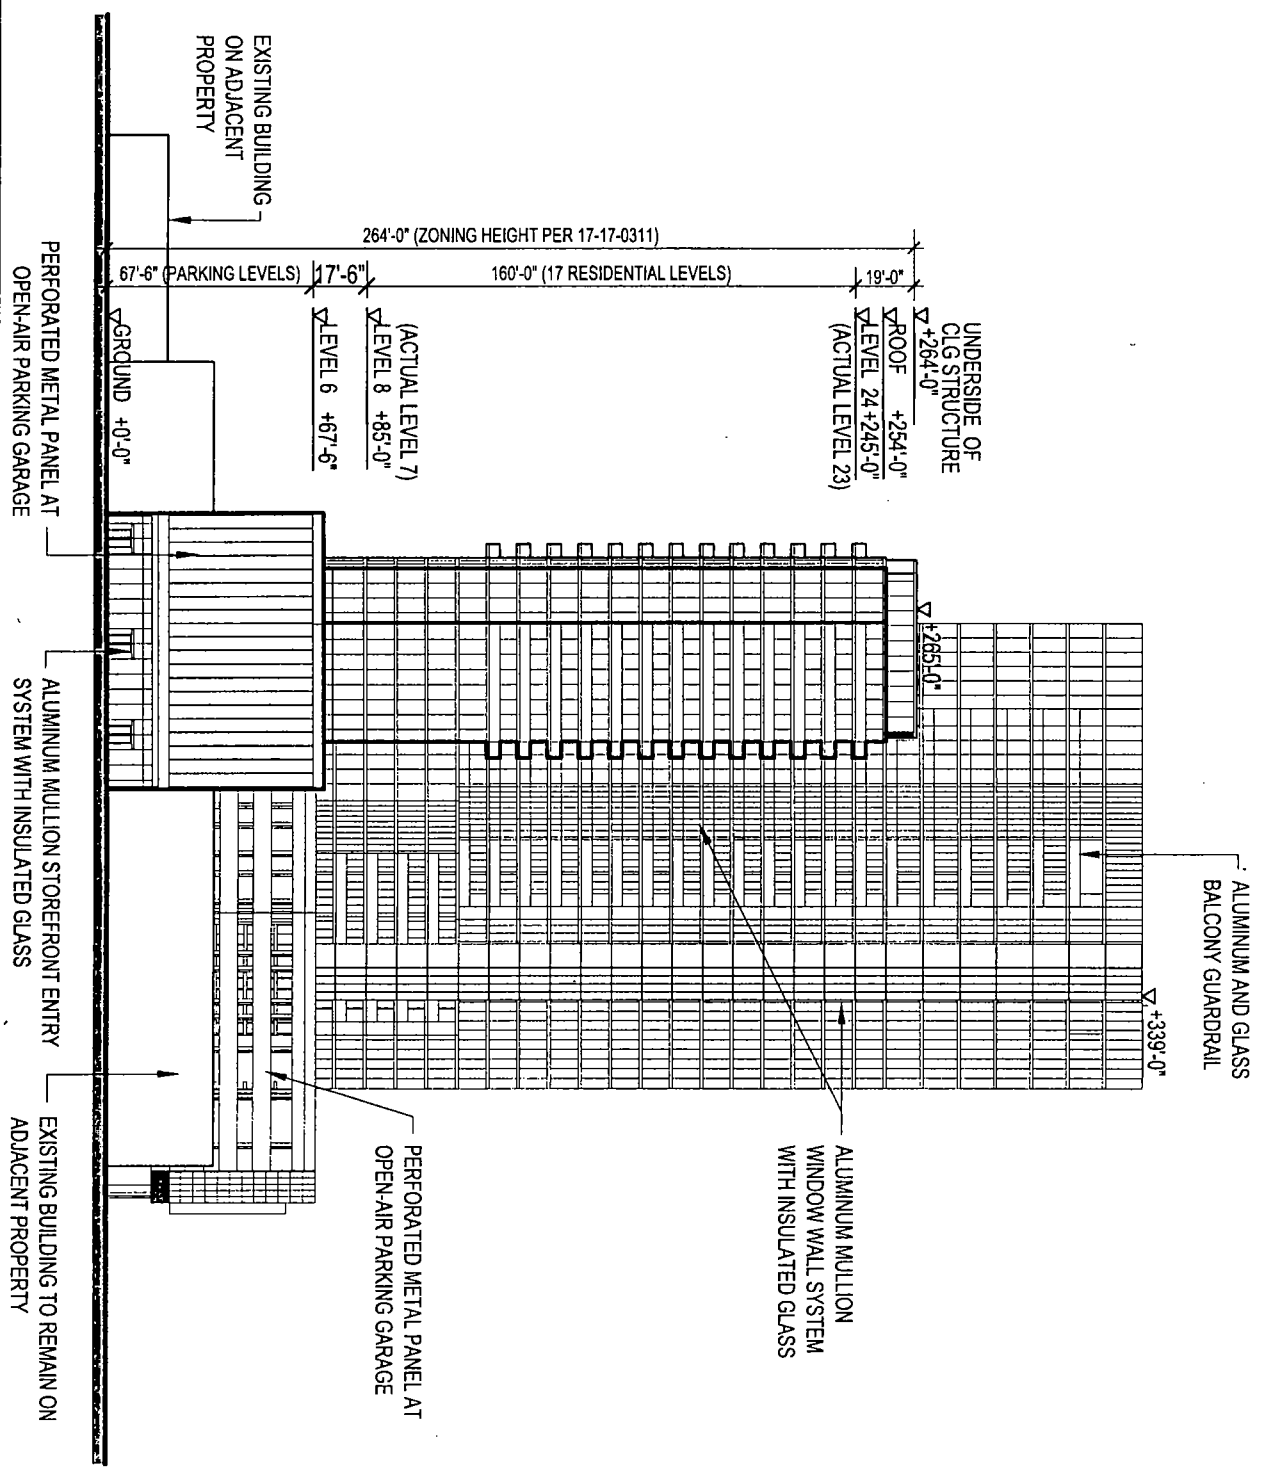 ALUMINUM AND GLASS
BALCONY GUARDRAIL
+339'-0"
UNDERSIDE OF
CLG STRUCTURE
+264'-0"
ROOF +254'-0"
LEVEL 24 +245'-0"
(ACTUAL LEVEL 23)
+265'-0"
ALUMINUM MULLION
WINDOW WALL SYSTEM
WITH INSULATED GLASS
264'-0" (ZONING HEIGHT PER 17-17-0311)
67'-6" (PARKING LEVELS)
17'-6"
160'-0" (17 RESIDENTIAL LEVELS)
19'-0"
(ACTUAL LEVEL 7)
LEVEL 8 +85'-0"
LEVEL 6 +67'-6"
PERFORATED METAL PANEL AT
OPEN-AIR PARKING GARAGE
EXISTING BUILDING
ON ADJACENT
PROPERTY
GROUND +0'-0"
PERFORATED METAL PANEL AT
OPEN-AIR PARKING GARAGE
ALUMINUM MULLION STOREFRONT ENTRY
SYSTEM WITH INSULATED GLASS
EXISTING BUILDING TO REMAIN ON
ADJACENT PROPERTY